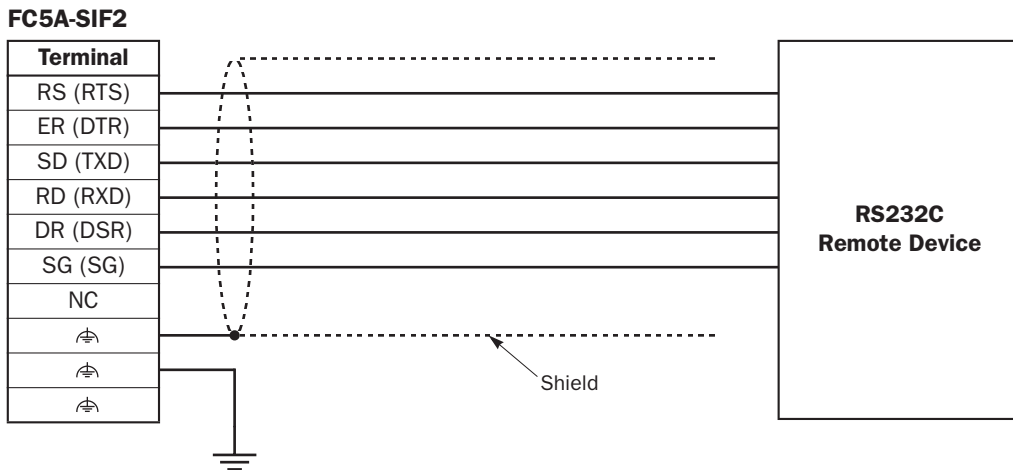 FC5A-SIF2
Terminal
RS (RTS)
ER (DTR)
SD (TXD)
RD (RXD)
DR (DSR)
SG (SG)
NC
RS232C
Remote Device
Shield